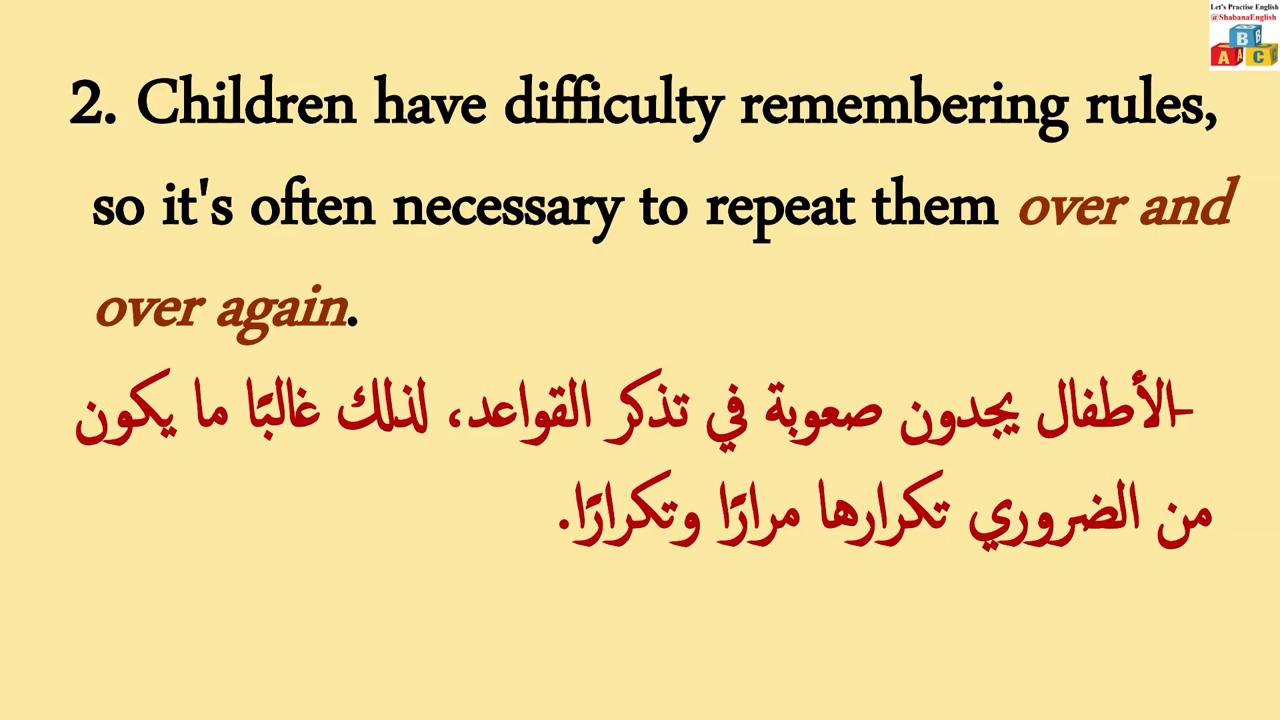 Let's Practise English
@ShabanaEnglish
B
B
A
A
C
C
2. Children have difficulty remembering rules,
so it's often necessary to repeat them over and
over again.
-الأطفال يجدون صعوبة في تذكر القواعد، لذلك غالبًا ما يكون
من الضروري تكرارها مرارًا وتكرارًا.